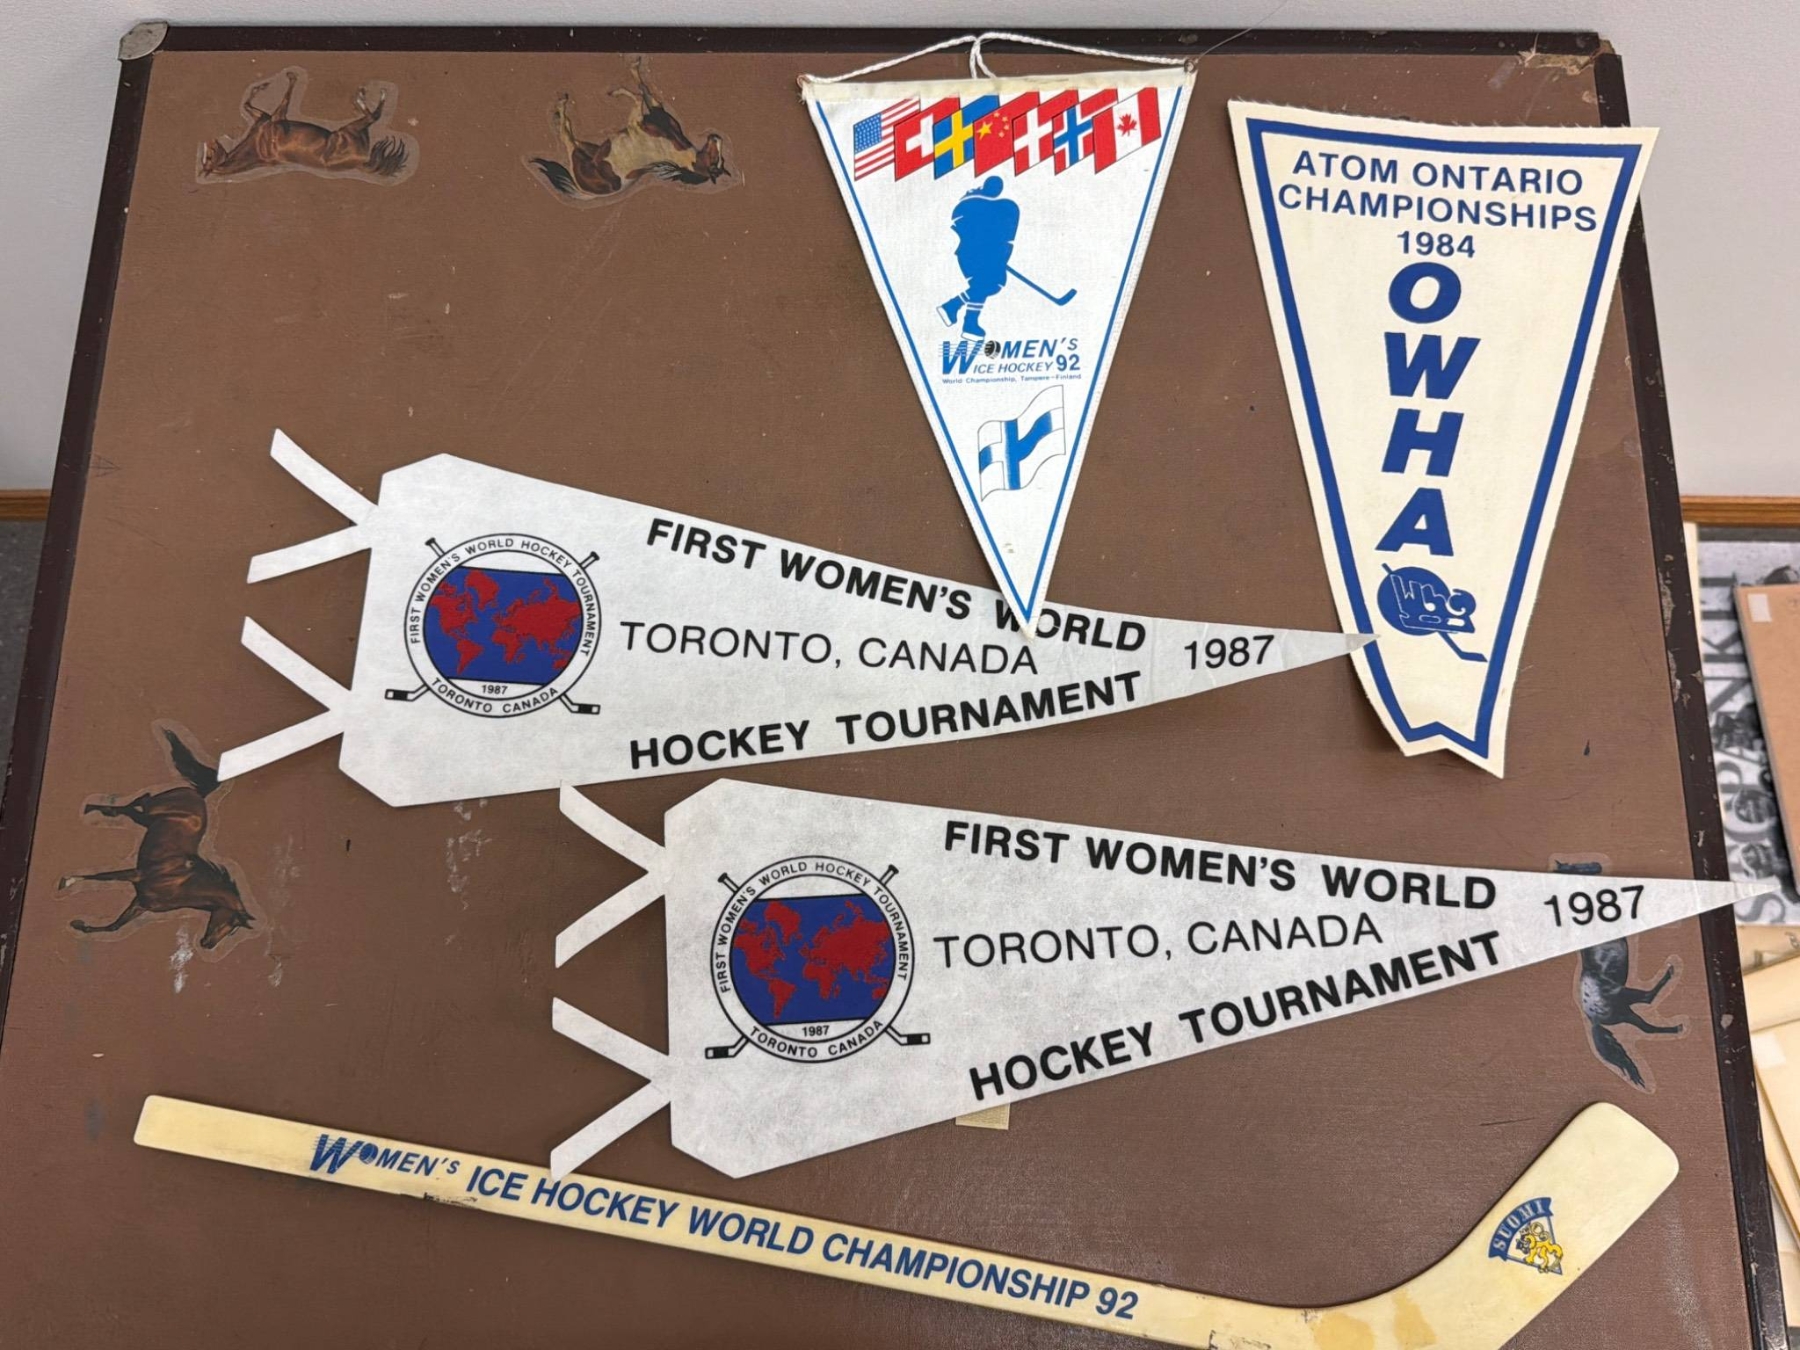 WOMEN'S
ICE HOCKEY 92
World Championship, Tampere-Finland
ATOM ONTARIO
CHAMPIONSHIPS
1984
OWHA
FIRST WOMEN'S WORLD HOCKEY TOURNAMENT
1987
TORONTO CANADA
FIRST WOMEN'S WORLD
TORONTO, CANADA
1987
HOCKEY TOURNAMENT
FIRST WOMEN'S WORLD HOCKEY TOURNAMENT
1987
TORONTO CANADA
FIRST WOMEN'S WORLD
TORONTO, CANADA
1987
HOCKEY TOURNAMENT
WOMEN'S ICE HOCKEY WORLD CHAMPIONSHIP 92
SUOMI